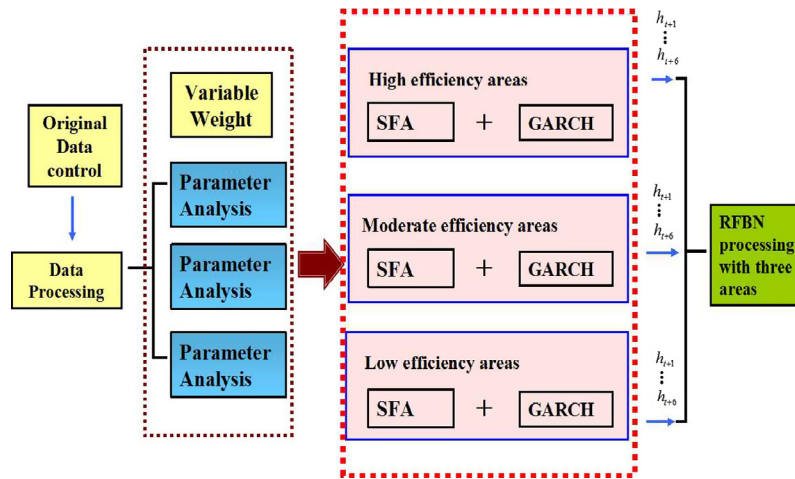 Original
Data
control
Data
Processing
Variable
Weight
Parameter
Analysis
Parameter
Analysis
Parameter
Analysis
High efficiency areas
SFA + GARCH
Moderate efficiency areas
SFA + GARCH
Low efficiency areas
SFA + GARCH
h_{t+1}
⋮
h_{t+6}
h_{t+1}
⋮
h_{t+6}
h_{t+1}
⋮
h_{t+6}
RFBN
processing
with three
areas